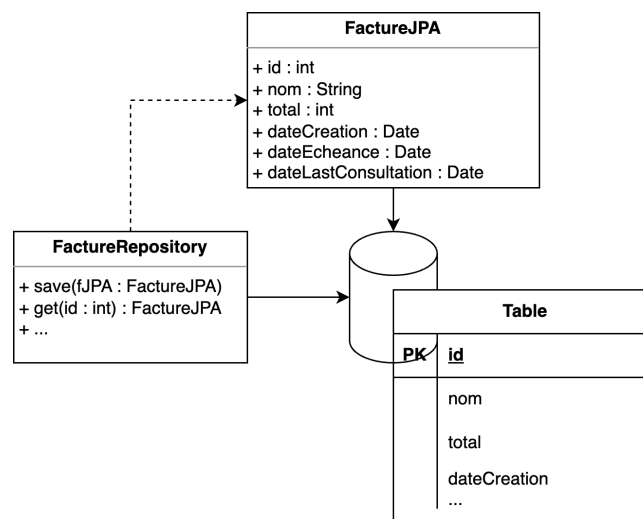 FactureJPA
+ id : int
+ nom : String
+ total : int
+ dateCreation : Date
+ dateEcheance : Date
+ dateLastConsultation : Date
FactureRepository
+ save(fJPA : FactureJPA)
+ get(id : int) : FactureJPA
+ ...
Table
PK id
nom
total
dateCreation
...